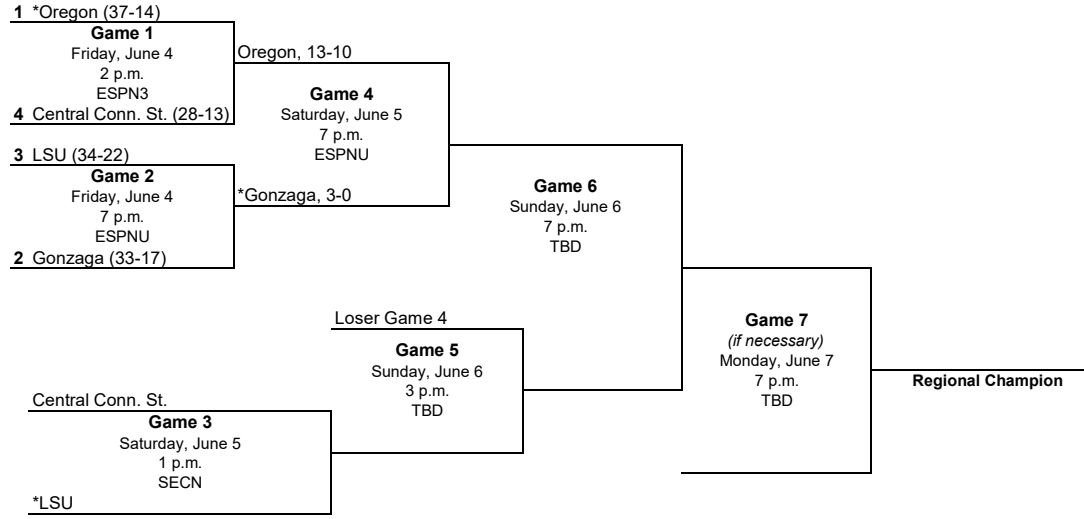 1 *Oregon (37-14)
Game 1
Friday, June 4
2 p.m.
ESPN3
4 Central Conn. St. (28-13)
Oregon, 13-10
Game 4
Saturday, June 5
7 p.m.
ESPNU
3 LSU (34-22)
Game 2
Friday, June 4
7 p.m.
ESPNU
2 Gonzaga (33-17)
*Gonzaga, 3-0
Game 6
Sunday, June 6
7 p.m.
TBD
Loser Game 4
Game 5
Sunday, June 6
3 p.m.
TBD
Central Conn. St.
Game 3
Saturday, June 5
1 p.m.
SECN
*LSU
Game 7
(if necessary)
Monday, June 7
7 p.m.
TBD
Regional Champion